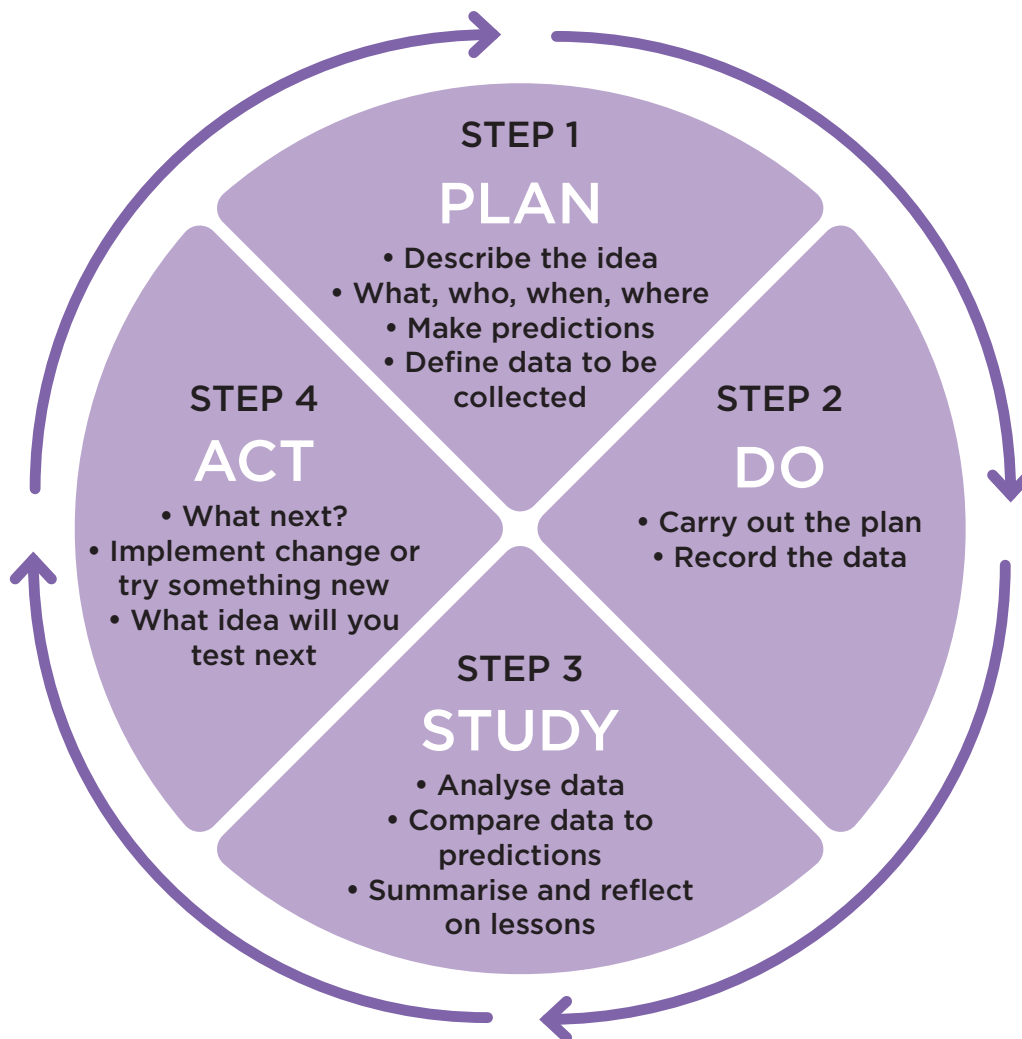 STEP 1
PLAN
• Describe the idea
• What, who, when, where
• Make predictions
• Define data to be
collected
STEP 2
DO
• Carry out the plan
• Record the data
STEP 3
STUDY
• Analyse data
• Compare data to
predictions
• Summarise and reflect
on lessons
STEP 4
ACT
• What next?
• Implement change or
try something new
• What idea will you
test next